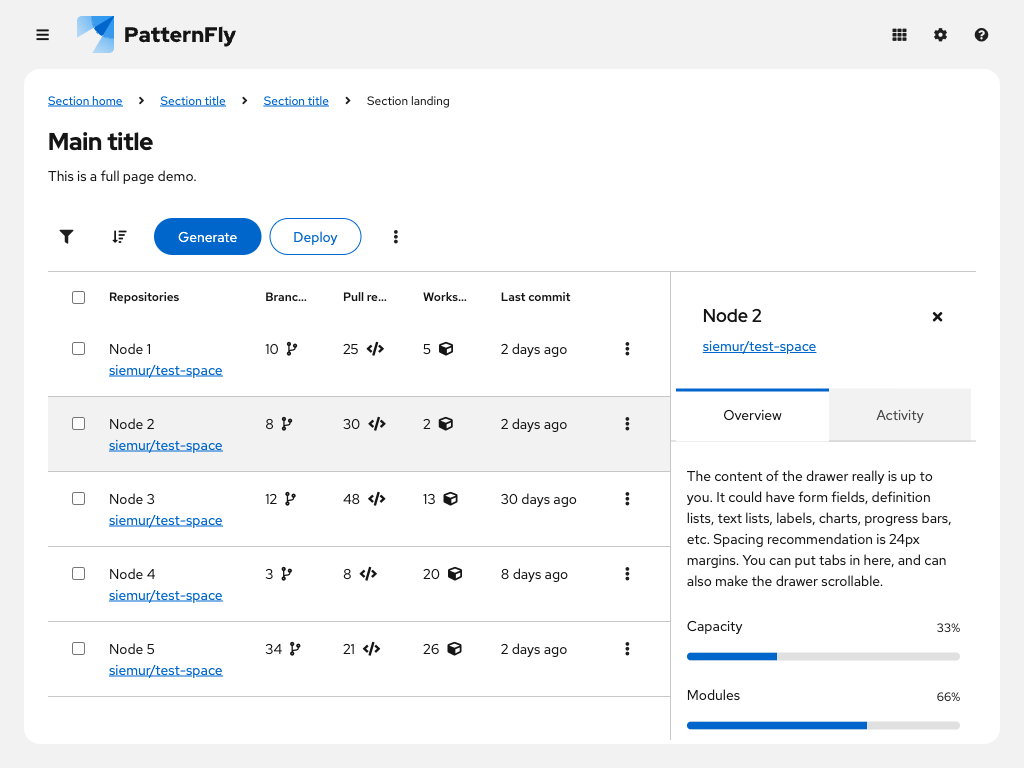 PatternFly
Section home Section title Section title Section landing
Main title
This is a full page demo.
Generate Deploy
Repositories Branc... Pull re... Works... Last commit
Node 1 10 25 5 2 days ago
siemur/test-space
Node 2 8 30 2 2 days ago
siemur/test-space
Node 3 12 48 13 30 days ago
siemur/test-space
Node 4 3 8 20 8 days ago
siemur/test-space
Node 5 34 21 26 2 days ago
siemur/test-space
Node 2
siemur/test-space
Overview Activity
The content of the drawer really is up to
you. It could have form fields, definition
lists, text lists, labels, charts, progress bars,
etc. Spacing recommendation is 24px
margins. You can put tabs in here, and can
also make the drawer scrollable.
Capacity 33%
Modules 66%